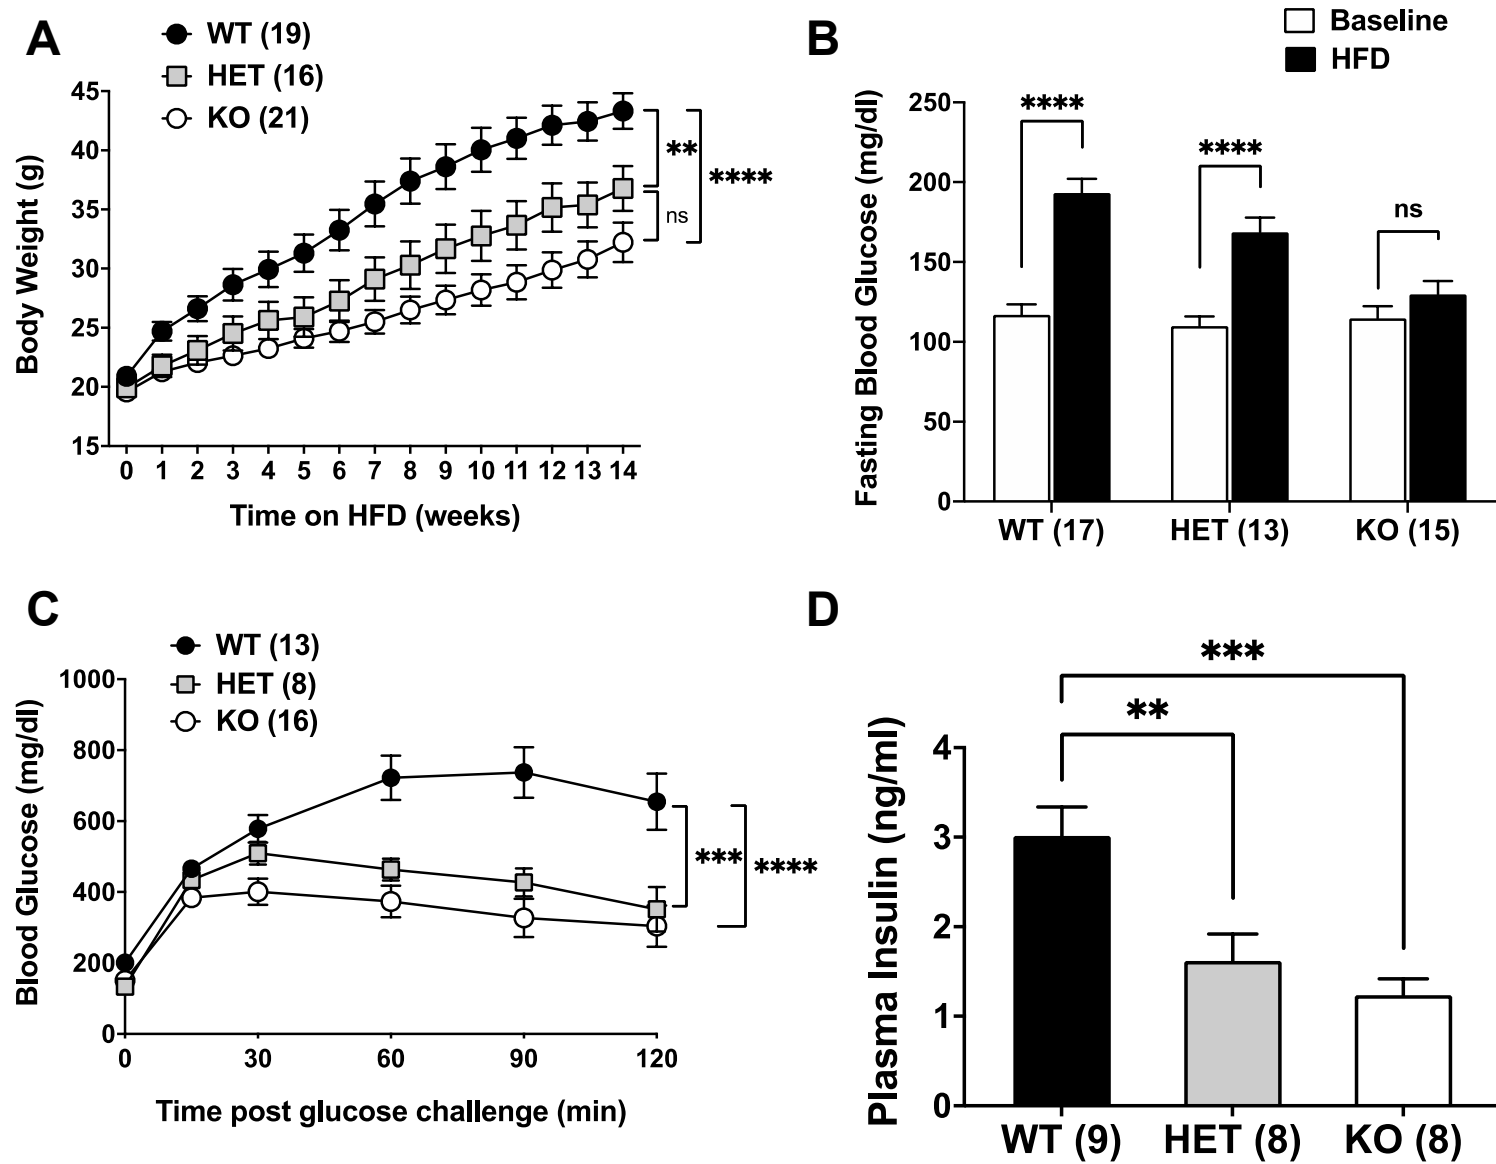 A
WT (19)
HET (16)
KO (21)
45
40
35
30
25
20
15
Body Weight (g)
0 1 2 3 4 5 6 7 8 9 10 11 12 13 14
Time on HFD (weeks)
**
ns
****
B
Baseline
HFD
250
200
150
100
50
0
Fasting Blood Glucose (mg/dl)
****
****
ns
WT (17) HET (13) KO (15)
C
WT (13)
HET (8)
KO (16)
1000
800
600
400
200
0
Blood Glucose (mg/dl)
0 30 60 90 120
Time post glucose challenge (min)
***
****
D
***
**
4
3
2
1
0
Plasma Insulin (ng/ml)
WT (9) HET (8) KO (8)